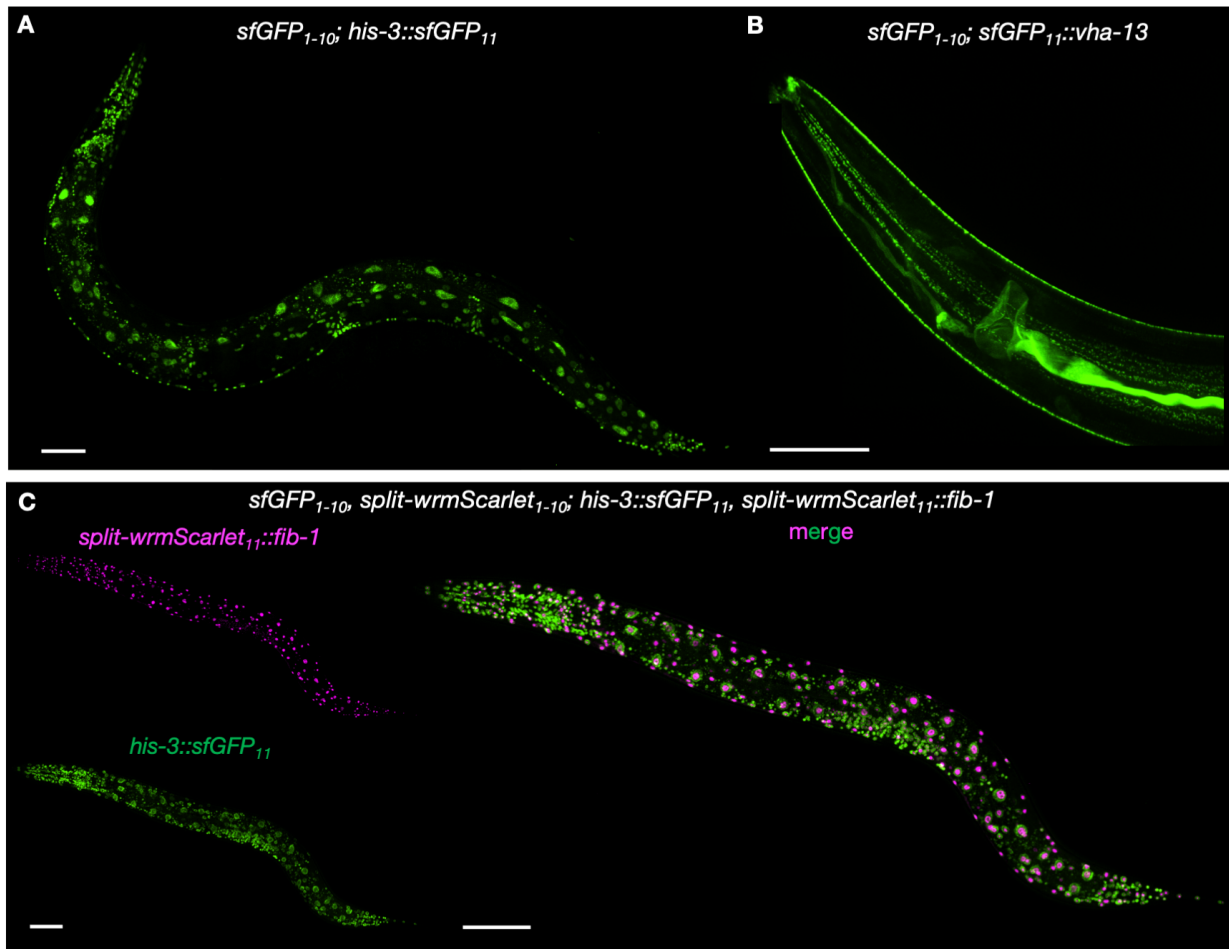 A
sfGFP1-10; his-3::sfGFP11
B
sfGFP1-10; sfGFP11::vha-13
C
sfGFP1-10, split-wrmScarlet1-10; his-3::sfGFP11, split-wrmScarlet11::fib-1
split-wrmScarlet11::fib-1
merge
his-3::sfGFP11